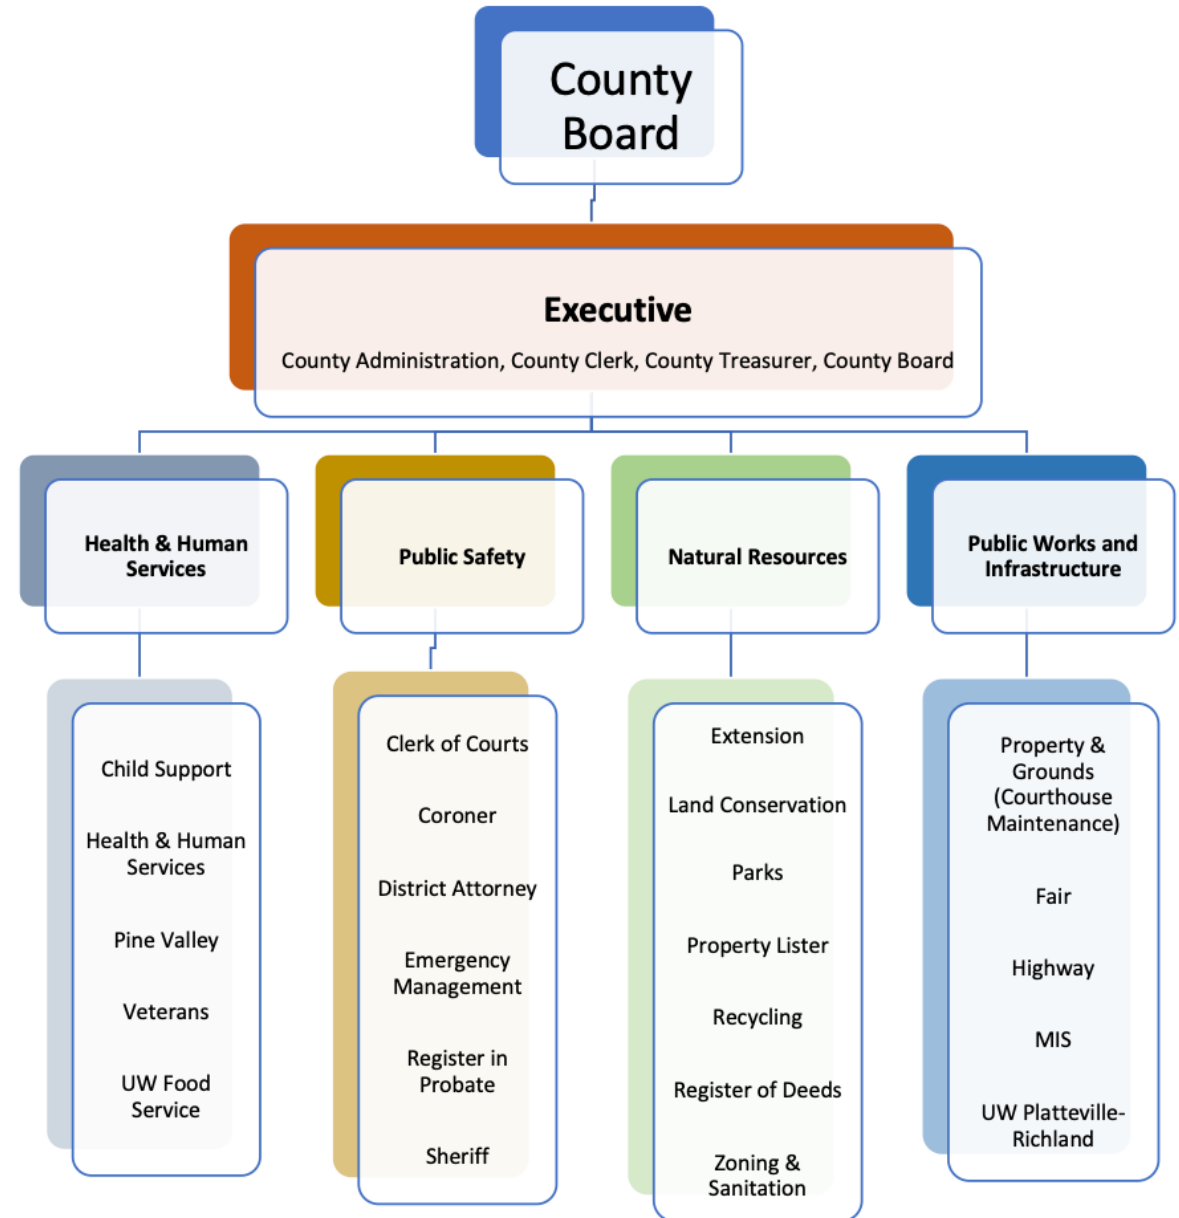 County
Board
Executive
County Administration, County Clerk, County Treasurer, County Board
Health & Human
Services
Public Safety
Natural Resources
Public Works and
Infrastructure
Child Support
Health & Human
Services
Pine Valley
Veterans
UW Food
Service
Clerk of Courts
Coroner
District Attorney
Emergency
Management
Register in
Probate
Sheriff
Extension
Land Conservation
Parks
Property Lister
Recycling
Register of Deeds
Zoning &
Sanitation
Property &
Grounds
(Courthouse
Maintenance)
Fair
Highway
MIS
UW Platteville-
Richland